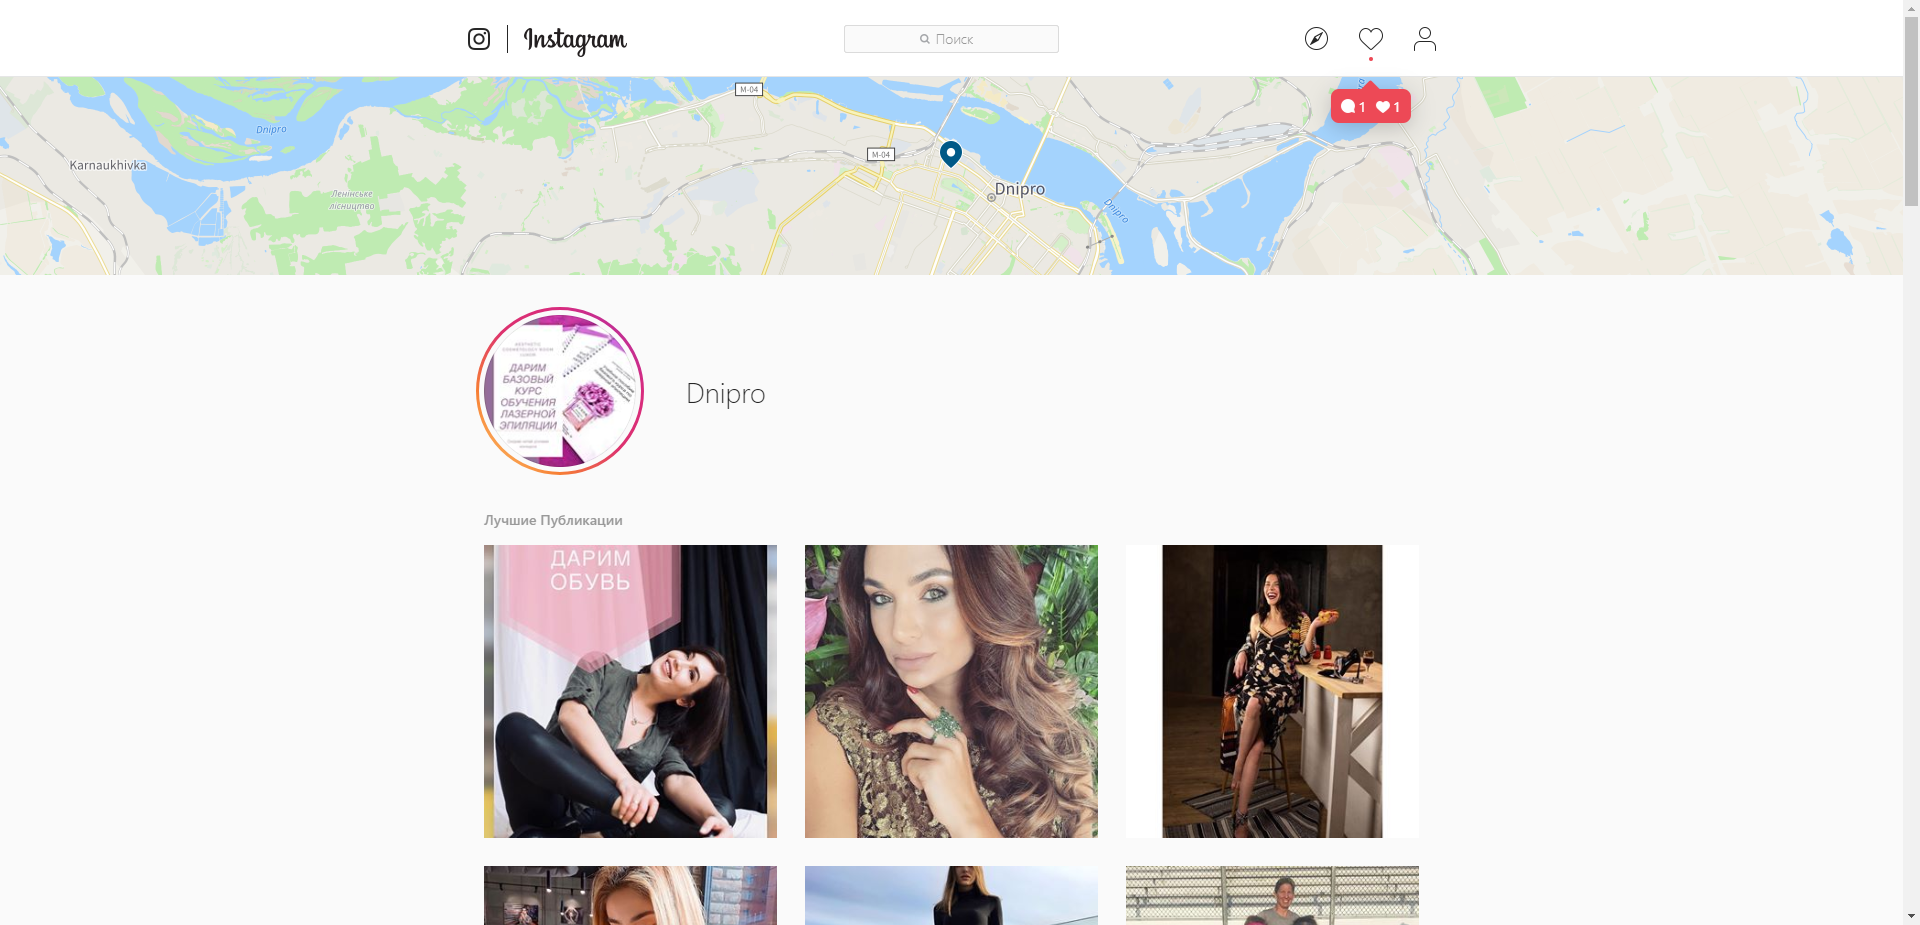 Instagram
Поиск
M-04
Dnipro
1 1
M-04
Karnaukhivka
Dnipro
Ленінське
лісництво
Dnipro
AESTHETIC
ДАРИМ
БАЗОВЫЙ
КУРС
ОБУЧЕНИЯ
ЛАЗЕРНОЙ
ЭПИЛЯЦИИ
Dnipro
Лучшие Публикации
ДАРИМ
ОБУВЬ